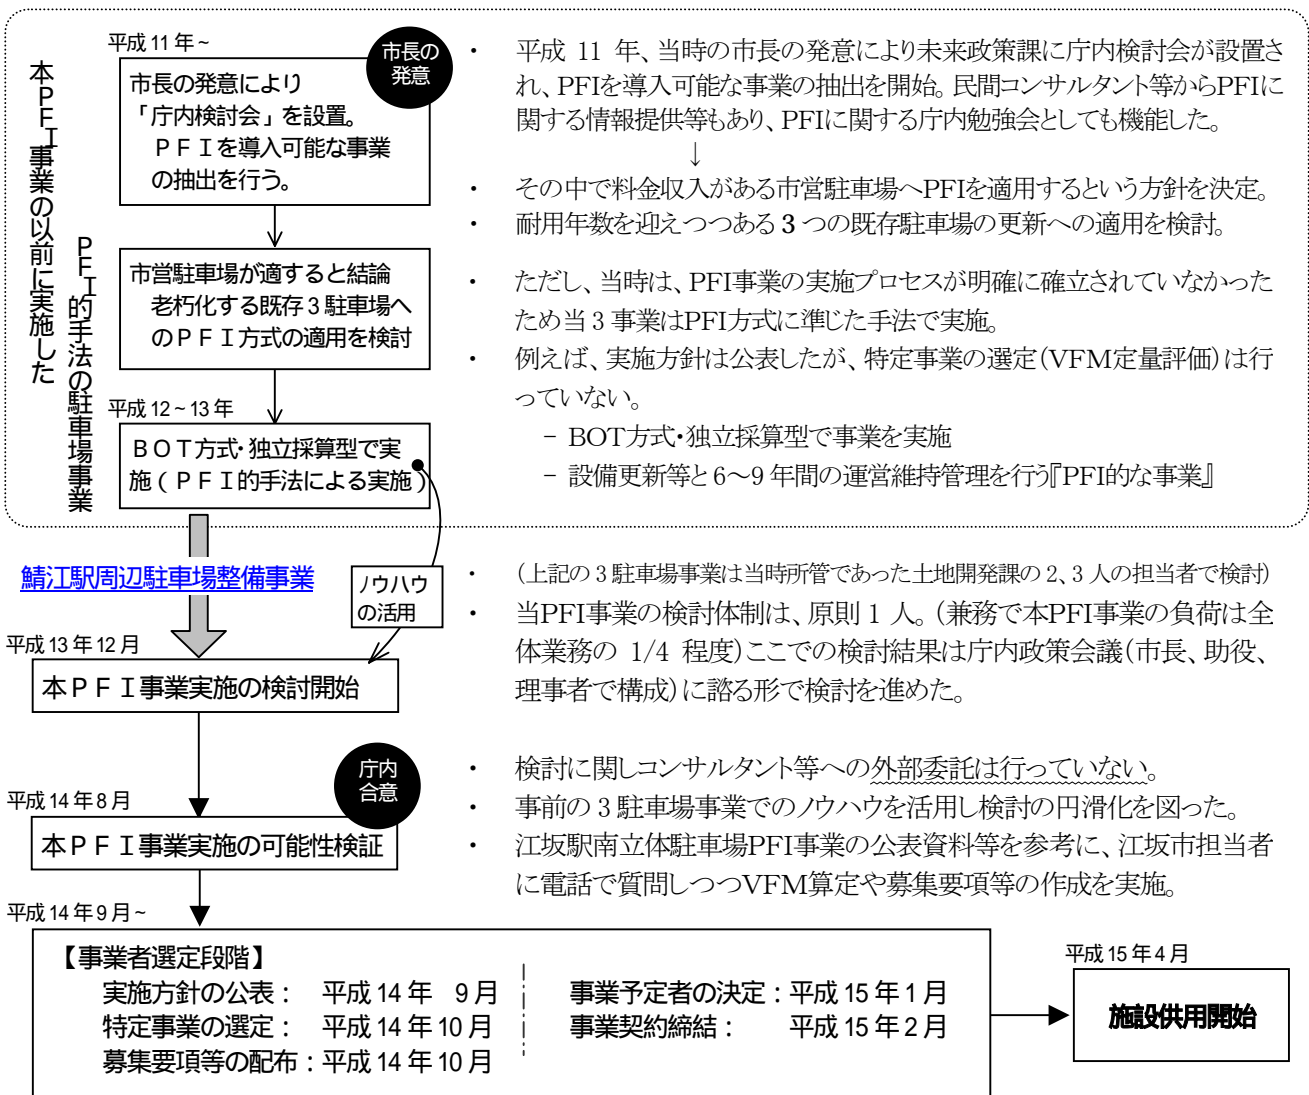 本PFI事業の以前に実施した
PFI的手法の駐車場事業
平成11年~
市長の
発意
市長の発意により
「庁内検討会」を設置。
PFIを導入可能な事業
の抽出を行う。
市営駐車場が適すると結論
老朽化する既存3駐車場へ
のPFI方式の適用を検討
平成12~13年
BOT方式・独立採算型で実
施(PFI的手法による実施)
・ 平成 11 年、当時の市長の発意により未来政策課に庁内検討会が設置さ
れ、PFIを導入可能な事業の抽出を開始。民間コンサルタント等からPFIに
関する情報提供等もあり、PFIに関する庁内勉強会としても機能した。
↓
・ その中で料金収入がある市営駐車場へPFIを適用するという方針を決定。
・ 耐用年数を迎えつつある3つの既存駐車場の更新への適用を検討。
・ ただし、当時は、PFI事業の実施プロセスが明確に確立されていなかった
ため当3事業はPFI方式に準じた手法で実施。
・ 例えば、実施方針は公表したが、特定事業の選定(VFM定量評価)は行
っていない。
- BOT方式・独立採算型で事業を実施
- 設備更新等と6~9年間の運営維持管理を行う『PFI的な事業』
鯖江駅周辺駐車場整備事業
ノウハウ
の活用
平成13年12月
本PFI事業実施の検討開始
・ (上記の3駐車場事業は当時所管であった土地開発課の2、3人の担当者で検討)
・ 当PFI事業の検討体制は、原則1人。(兼務で本PFI事業の負荷は全
体業務の 1/4 程度)ここでの検討結果は庁内政策会議(市長、助役、
理事者で構成)に諮る形で検討を進めた。
庁内
合意
平成14年8月
本PFI事業実施の可能性検証
・ 検討に関しコンサルタント等への外部委託は行っていない。
・ 事前の3駐車場事業でのノウハウを活用し検討の円滑化を図った。
・ 江坂駅南立体駐車場PFI事業の公表資料等を参考に、江坂市担当者
に電話で質問しつつVFM算定や募集要項等の作成を実施。
平成14年9月~
【事業者選定段階】
実施方針の公表: 平成14年 9月
特定事業の選定: 平成14年10月
募集要項等の配布:平成14年10月
事業予定者の決定:平成15年1月
事業契約締結: 平成15年2月
平成15年4月
施設供用開始